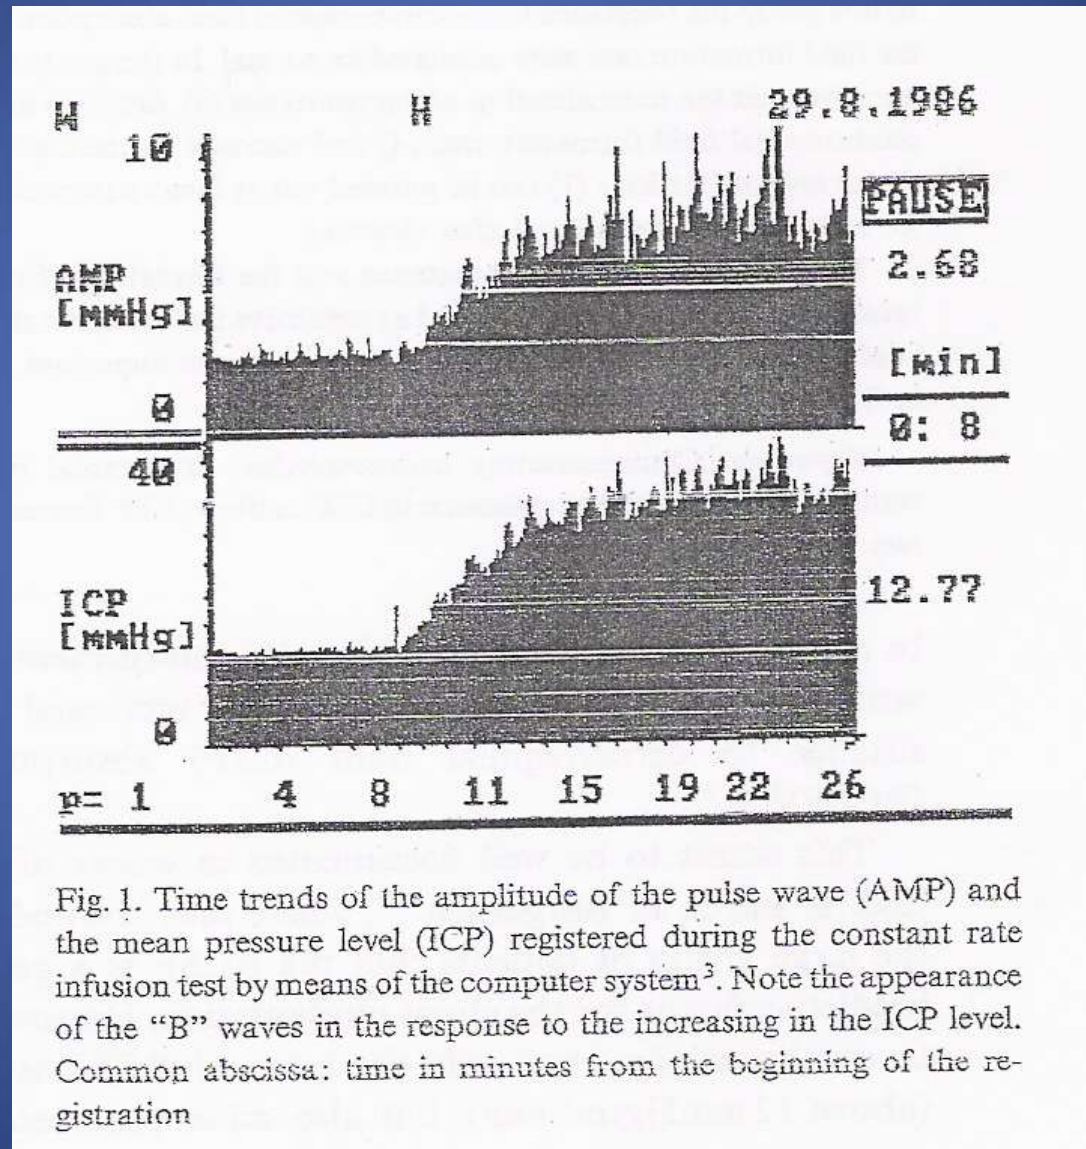 W H 29.8.1986
10
PAUSE
AMP 2.68
[mmHg]
[min]
0
0: 8
40
ICP 12.77
[mmHg]
0
p= 1 4 8 11 15 19 22 26
Fig. 1. Time trends of the amplitude of the pulse wave (AMP) and
the mean pressure level (ICP) registered during the constant rate
infusion test by means of the computer system³. Note the appearance
of the “B” waves in the response to the increasing in the ICP level.
Common abscissa: time in minutes from the beginning of the re-
gistration